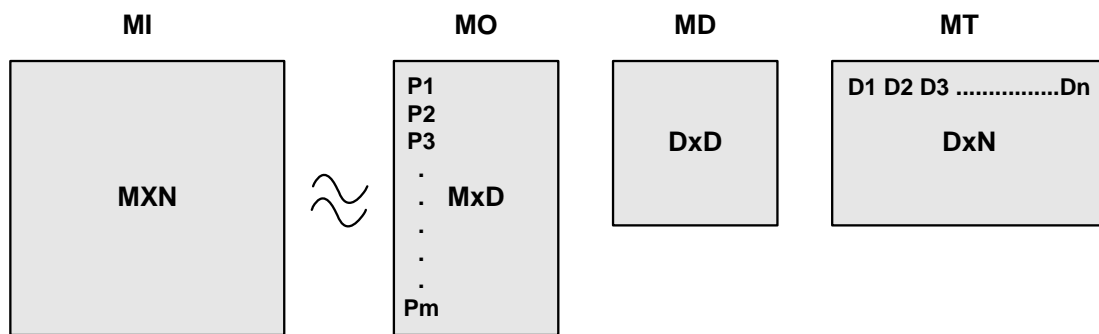 MI MO MD MT
MXN
P1
P2
P3
.
.
.
.
.
Pm
MxD
DxD
D1 D2 D3 ................Dn
DxN